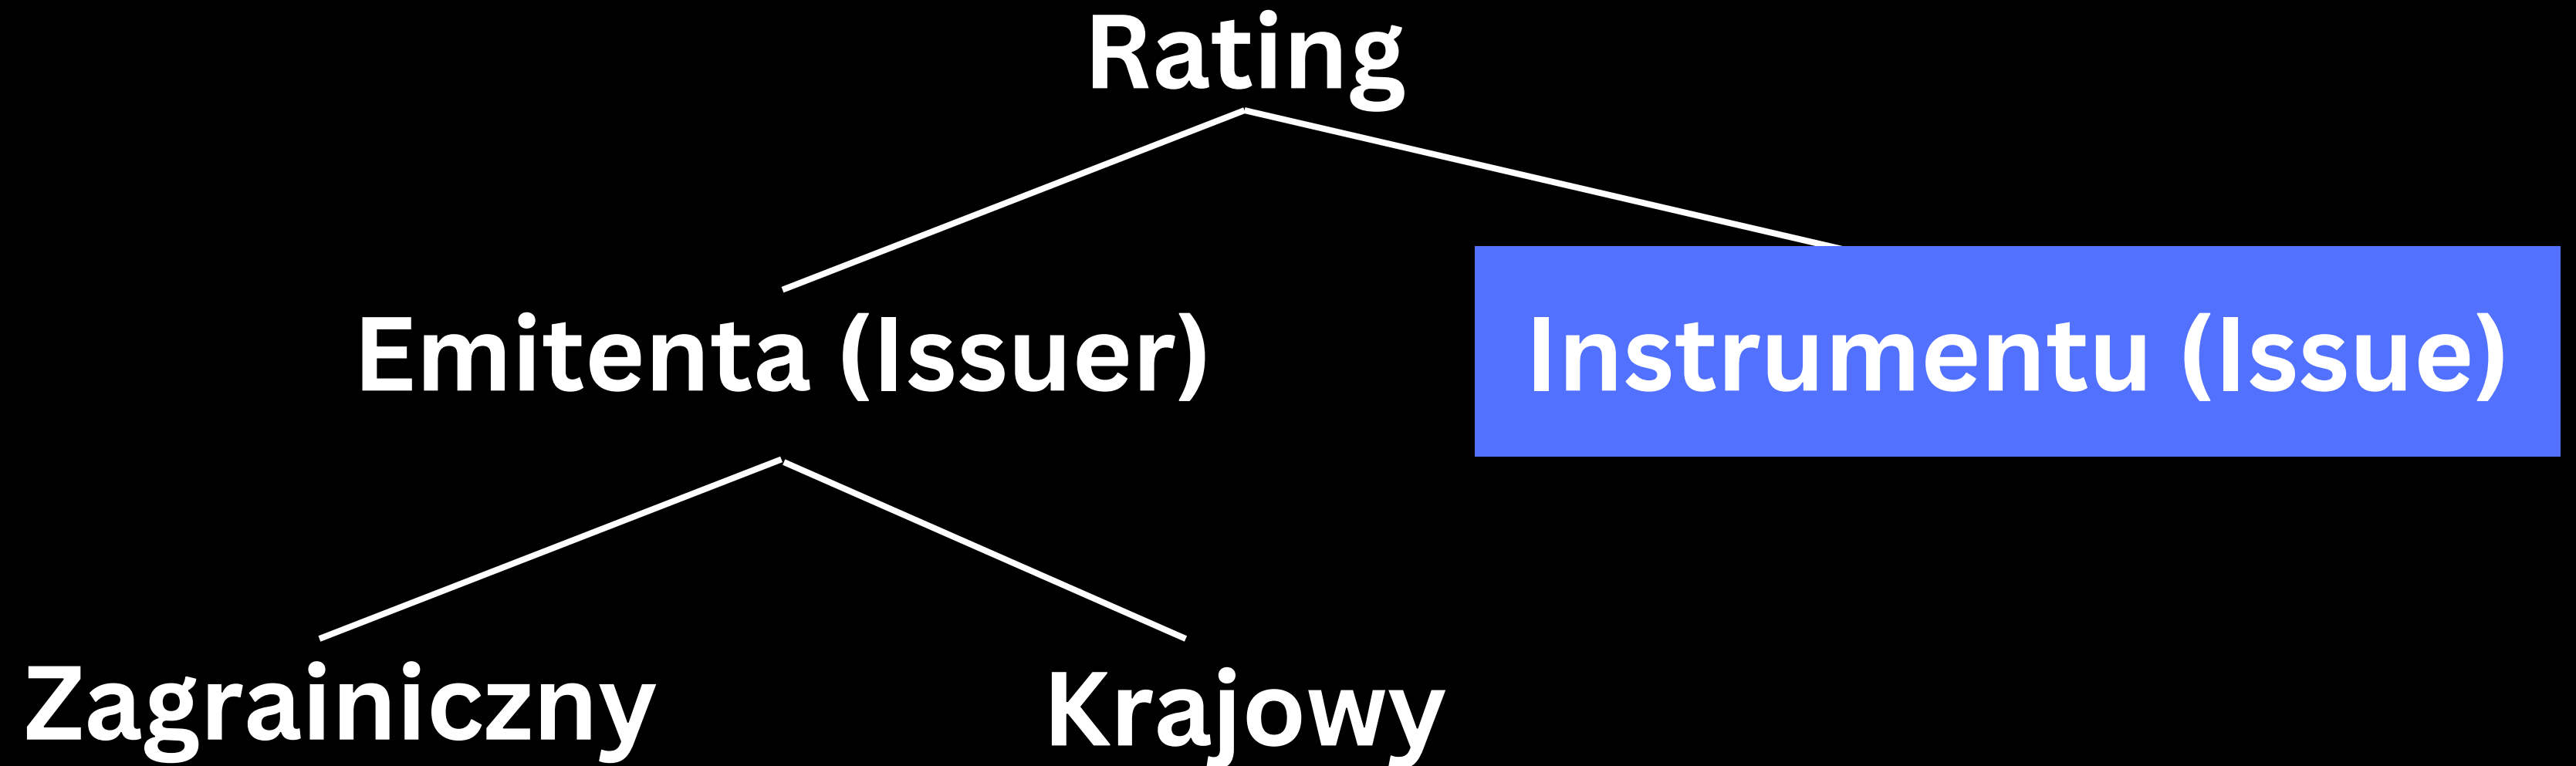 Rating
Emitenta (Issuer)
Instrumentu (Issue)
Zagrainiczny
Krajowy